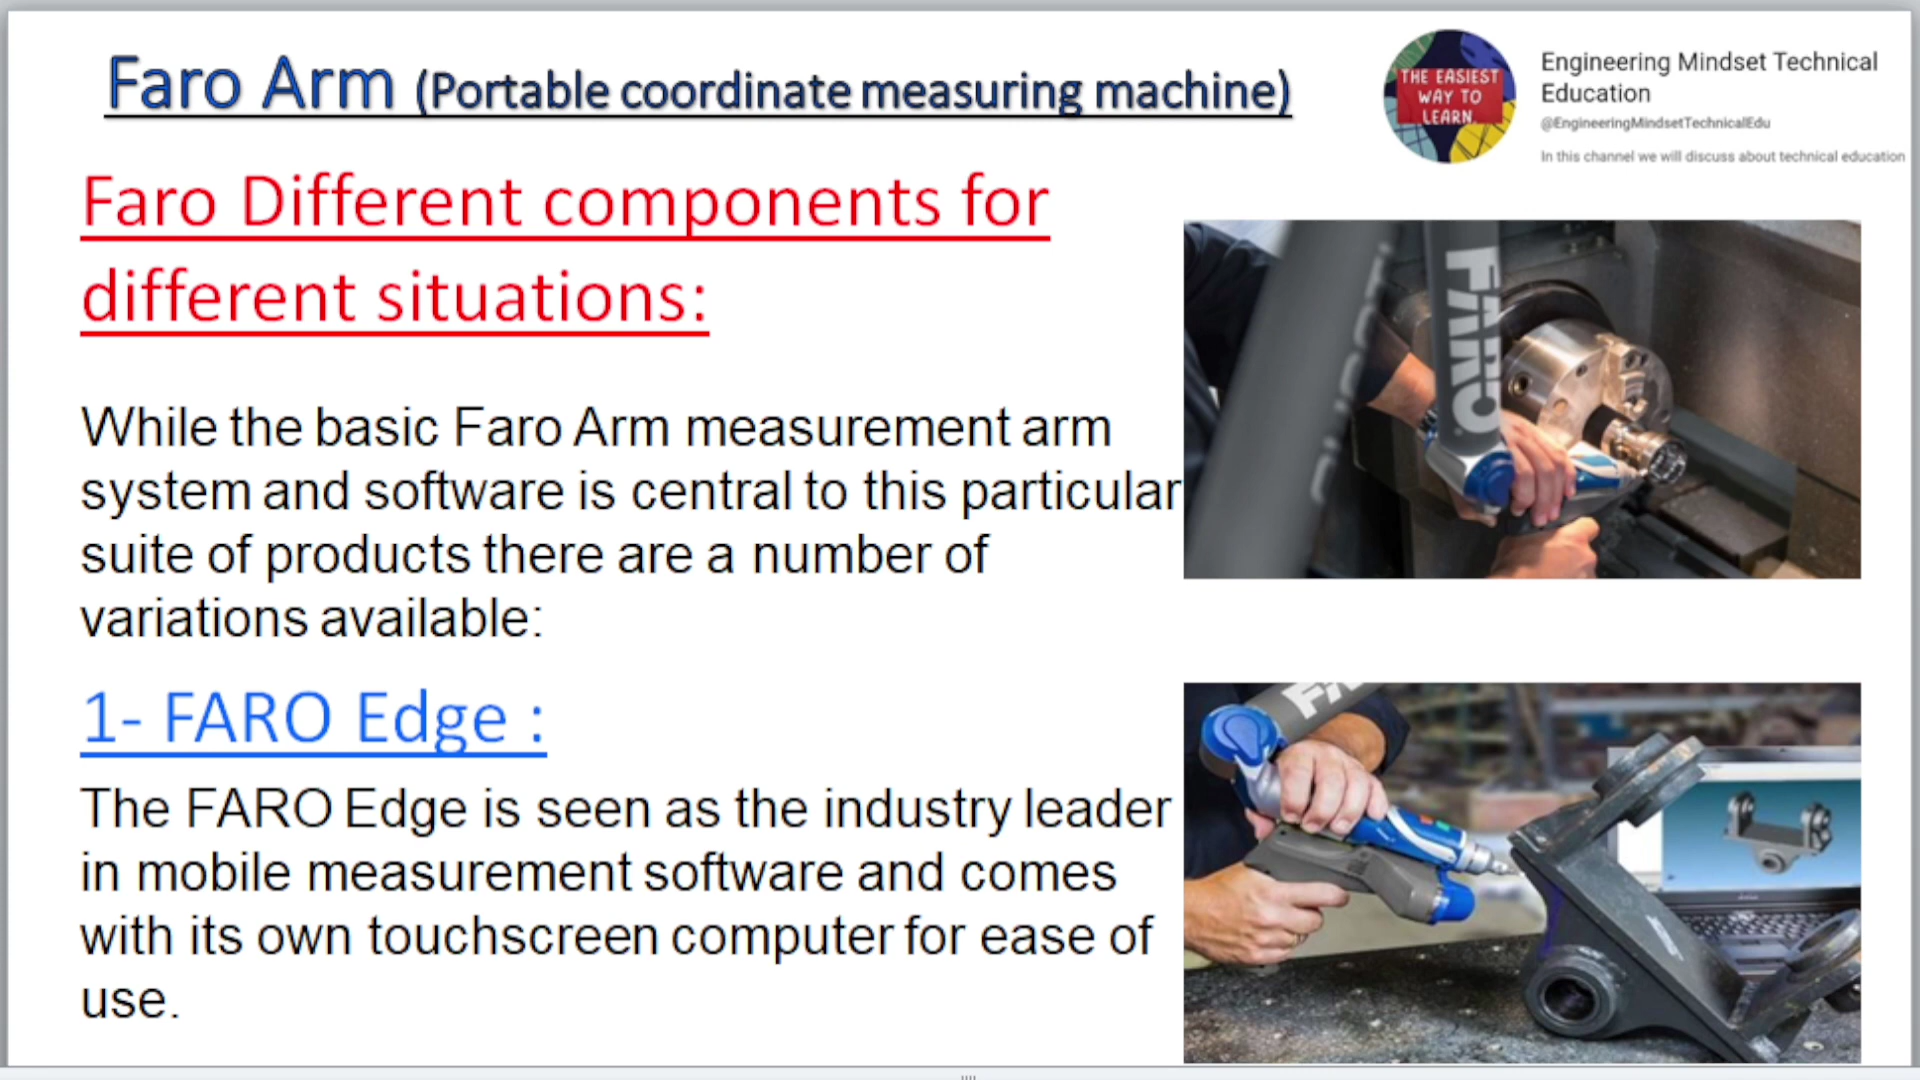 Faro Arm (Portable coordinate measuring machine)
THE EASIEST
WAY TO
LEARN.
Engineering Mindset Technical
Education
@EngineeringMindsetTechnicalEdu
In this channel we will discuss about technical education
Faro Different components for
different situations:
While the basic Faro Arm measurement arm
system and software is central to this particular
suite of products there are a number of
variations available:
1- FARO Edge :
The FARO Edge is seen as the industry leader
in mobile measurement software and comes
with its own touchscreen computer for ease of
use.
FARO